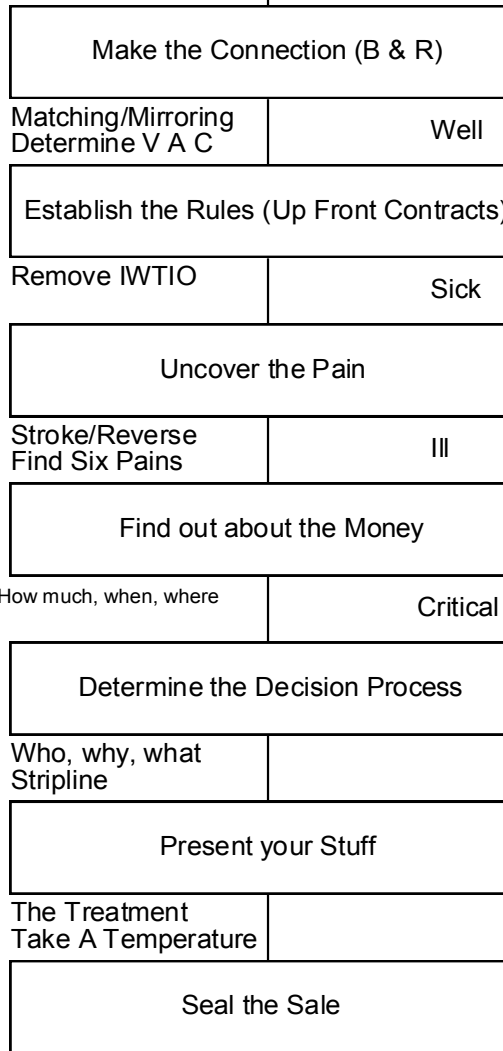 Make the Connection (B & R)
Matching/Mirroring
Determine V A C
Well
Establish the Rules (Up Front Contracts)
Remove IWTIO
Sick
Uncover the Pain
Stroke/Reverse
Find Six Pains
Ill
Find out about the Money
How much, when, where
Critical
Determine the Decision Process
Who, why, what
Stripline
Present your Stuff
The Treatment
Take A Temperature
Seal the Sale